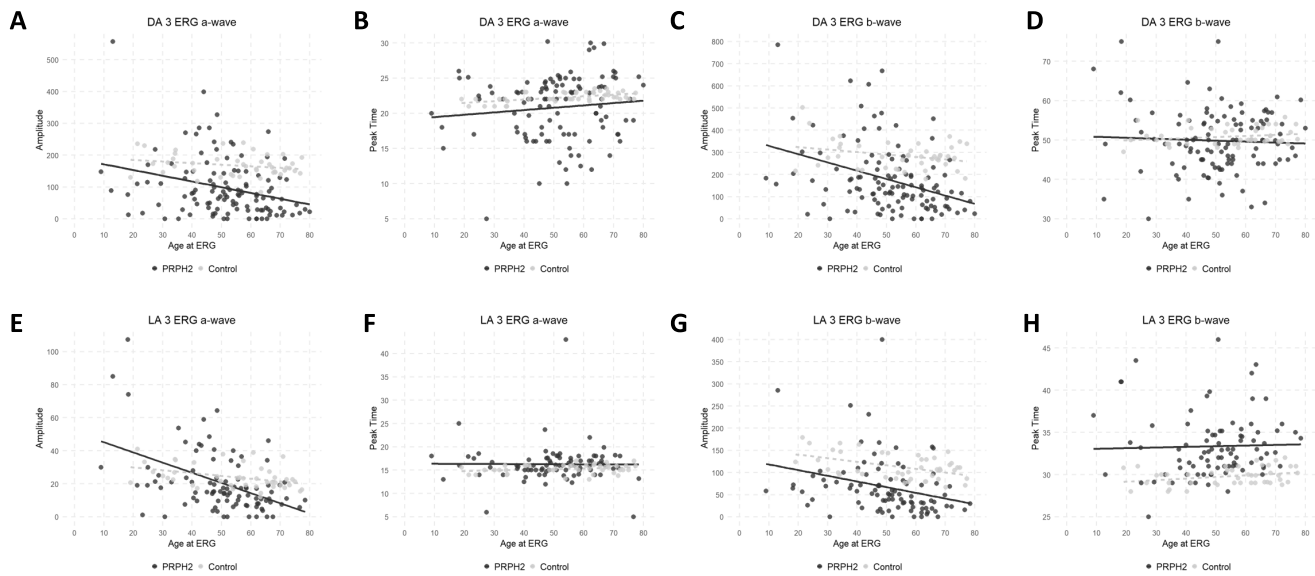 A
DA 3 ERG a-wave
Amplitude
500
400
300
200
100
0
0 10 20 30 40 50 60 70 80
Age at ERG
PRPH2 Control
B
DA 3 ERG a-wave
Peak Time
30
25
20
15
10
5
0 10 20 30 40 50 60 70 80
Age at ERG
PRPH2 Control
C
DA 3 ERG b-wave
Amplitude
800
700
600
500
400
300
200
100
0
0 10 20 30 40 50 60 70 80
Age at ERG
PRPH2 Control
D
DA 3 ERG b-wave
Peak Time
70
60
50
40
30
0 10 20 30 40 50 60 70 80
Age at ERG
PRPH2 Control
E
LA 3 ERG a-wave
Amplitude
100
80
60
40
20
0
0 10 20 30 40 50 60 70 80
Age at ERG
PRPH2 Control
F
LA 3 ERG a-wave
Peak Time
40
35
30
25
20
15
10
5
0 10 20 30 40 50 60 70 80
Age at ERG
PRPH2 Control
G
LA 3 ERG b-wave
Amplitude
400
350
300
250
200
150
100
50
0
0 10 20 30 40 50 60 70 80
Age at ERG
PRPH2 Control
H
LA 3 ERG b-wave
Peak Time
45
40
35
30
25
0 10 20 30 40 50 60 70 80
Age at ERG
PRPH2 Control